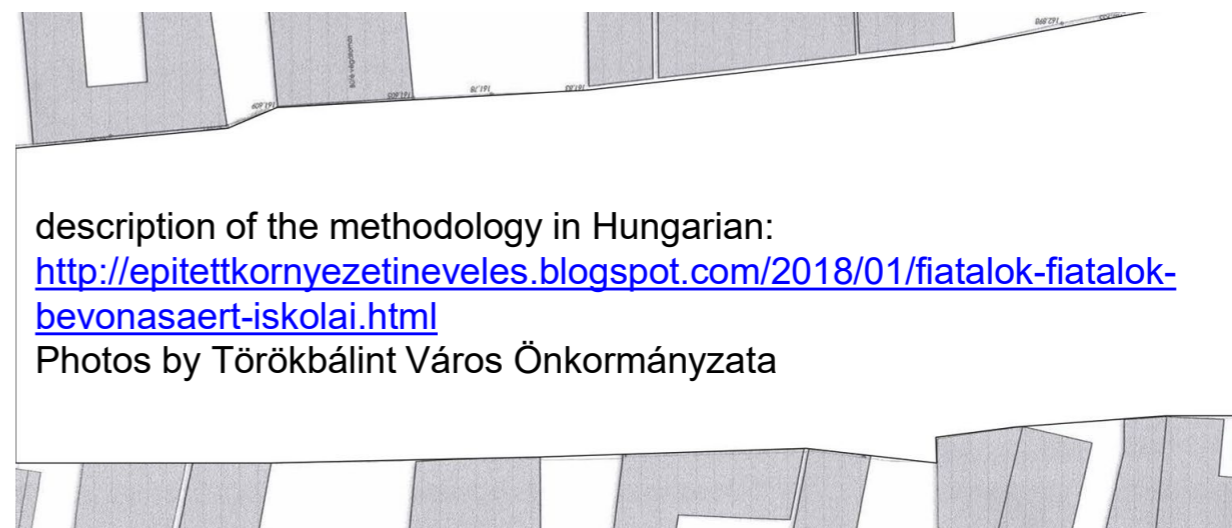 description of the methodology in Hungarian:
http://epitettkornyezetineveles.blogspot.com/2018/01/fiatalok-fiatalok-
bevonasaert-iskolai.html
Photos by Törökbálint Város Önkormányzata